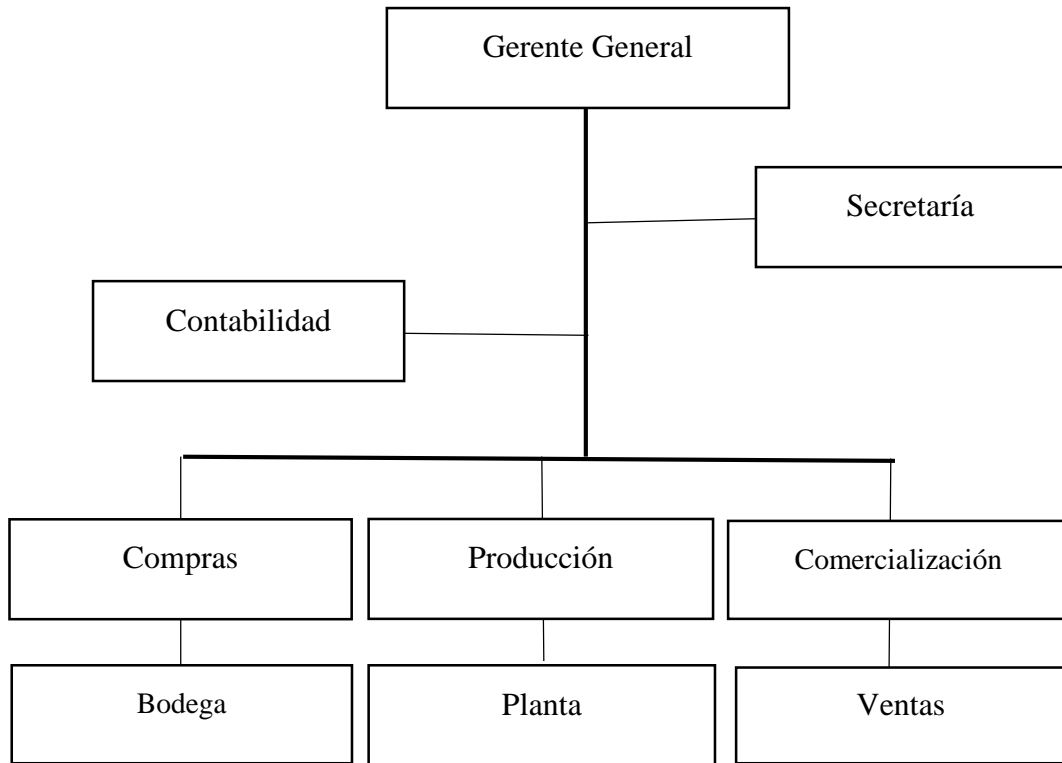 Gerente General
Secretaría
Contabilidad
Compras
Producción
Comercialización
Bodega
Planta
Ventas